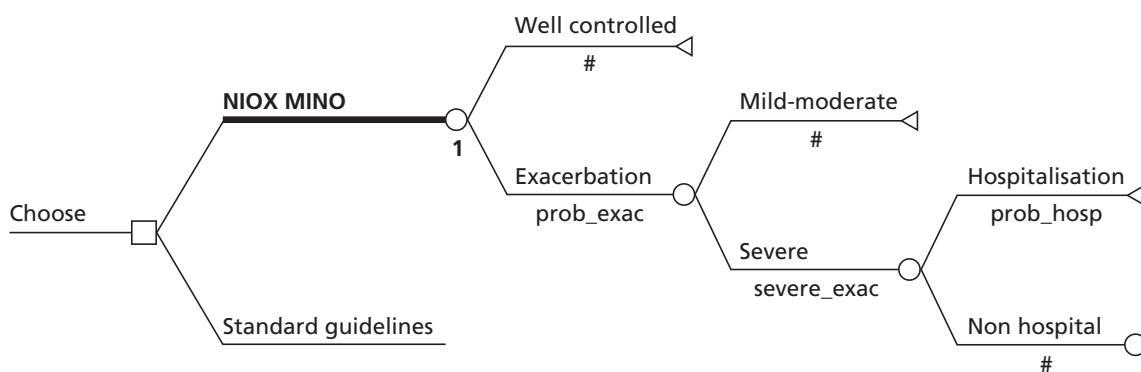 Well controlled
#
NIOX MINO
1
Mild-moderate
#
Exacerbation
prob_exac
Hospitalisation
prob_hosp
Choose
Severe
severe_exac
Standard guidelines
Non hospital
#